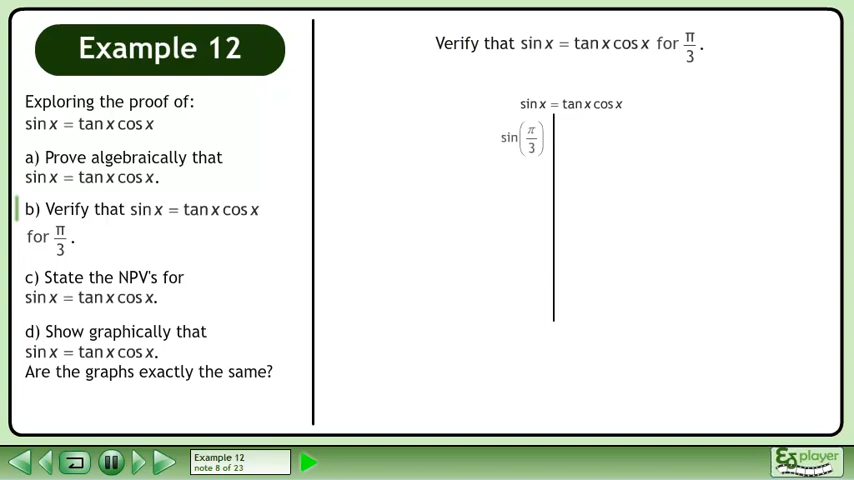 Example 12
Exploring the proof of:
sin x = tan x cos x
a) Prove algebraically that
sin x = tan x cos x.
b) Verify that sin x = tan x cos x
for π/3.
c) State the NPV's for
sin x = tan x cos x.
d) Show graphically that
sin x = tan x cos x.
Are the graphs exactly the same?
Verify that sin x = tan x cos x for π/3.
sin x = tan x cos x
sin(π/3)
Example 12
note 8 of 23
player